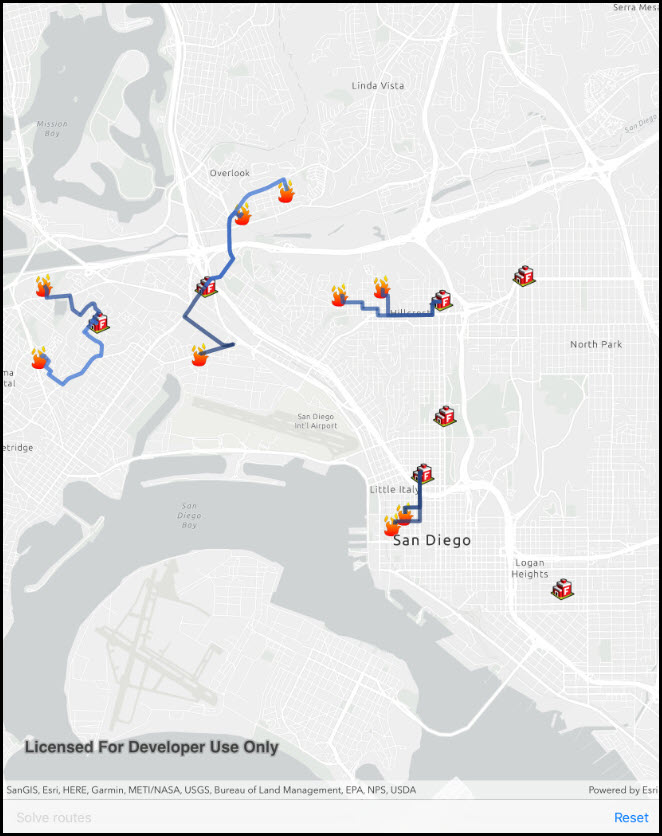 Serra Mesa
Linda Vista
Mission
Bay
San Diego
Overlook
Hillcrest
North Park
ma
tal
San Diego
Int'l Airport
etridge
Little Italy
San
Diego
Bay
San Diego
Logan
Heights
Licensed For Developer Use Only
SanGIS, Esri, HERE, Garmin, METI/NASA, USGS, Bureau of Land Management, EPA, NPS, USDA
Powered by Esri
Solve routes
Reset